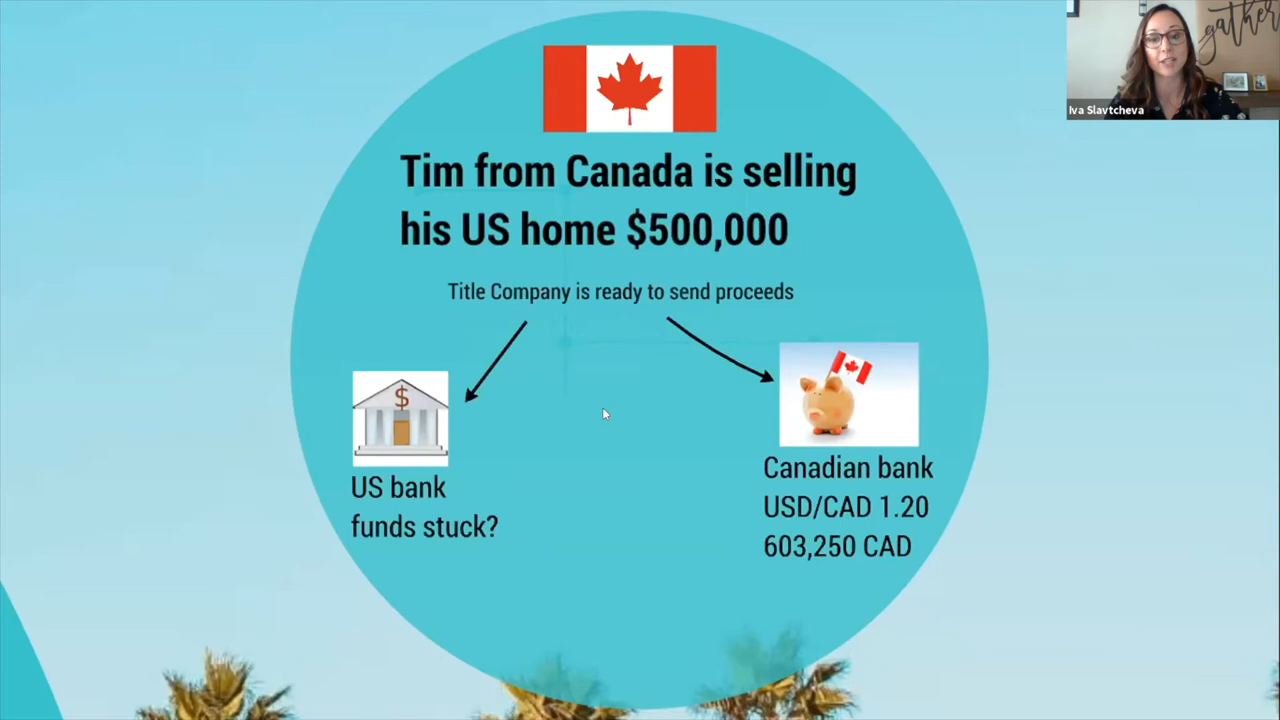 gather
Iva Slavtcheva
Tim from Canada is selling
his US home $500,000
Title Company is ready to send proceeds
$
US bank
funds stuck?
Canadian bank
USD/CAD 1.20
603,250 CAD